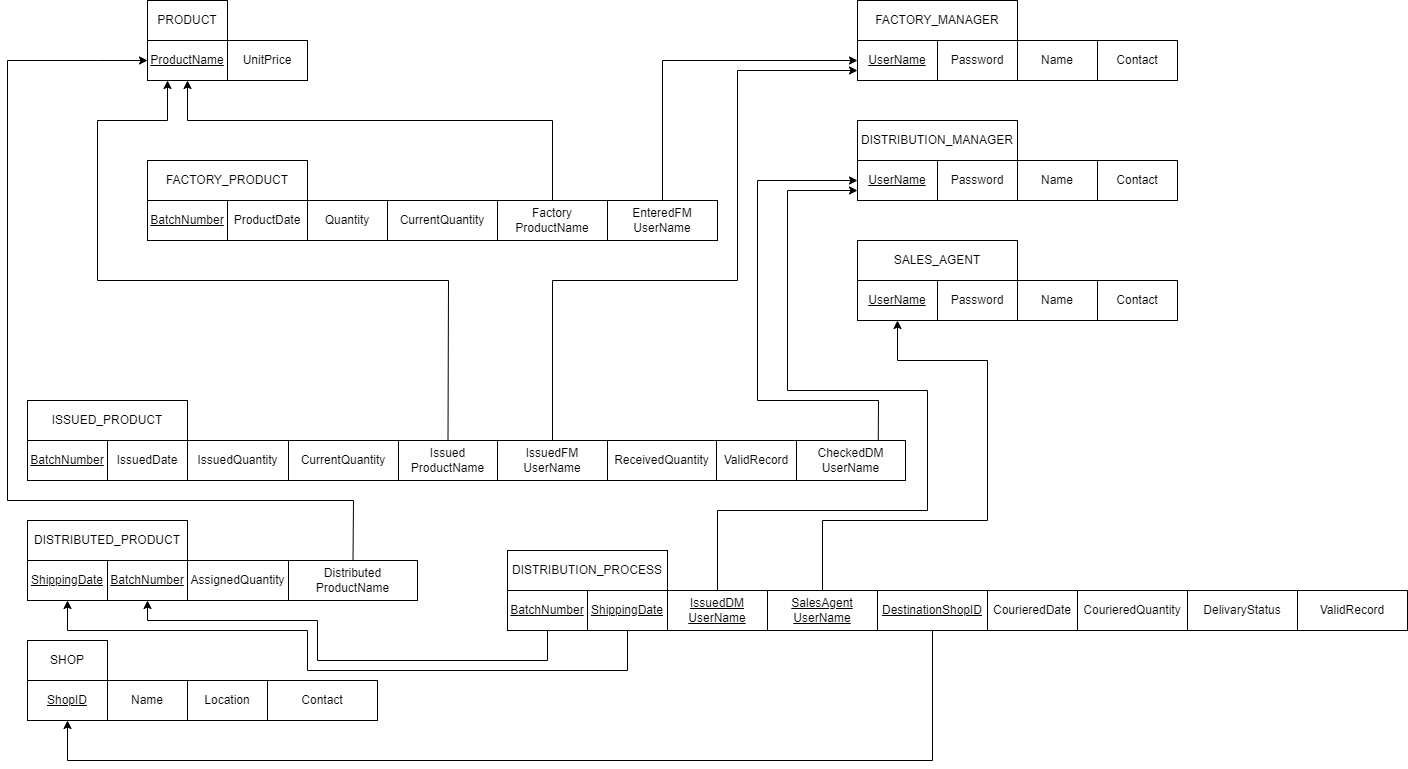 PRODUCT
ProductName
UnitPrice
FACTORY_MANAGER
UserName
Password
Name
Contact
DISTRIBUTION_MANAGER
UserName
Password
Name
Contact
FACTORY_PRODUCT
BatchNumber
ProductDate
Quantity
CurrentQuantity
Factory
ProductName
EnteredFM
UserName
SALES_AGENT
UserName
Password
Name
Contact
ISSUED_PRODUCT
BatchNumber
IssuedDate
IssuedQuantity
CurrentQuantity
Issued
ProductName
IssuedFM
UserName
ReceivedQuantity
ValidRecord
CheckedDM
UserName
DISTRIBUTED_PRODUCT
ShippingDate
BatchNumber
AssignedQuantity
Distributed
ProductName
DISTRIBUTION_PROCESS
BatchNumber
ShippingDate
IssuedDM
UserName
SalesAgent
UserName
DestinationShopID
CourieredDate
CourieredQuantity
DelivaryStatus
ValidRecord
SHOP
ShopID
Name
Location
Contact